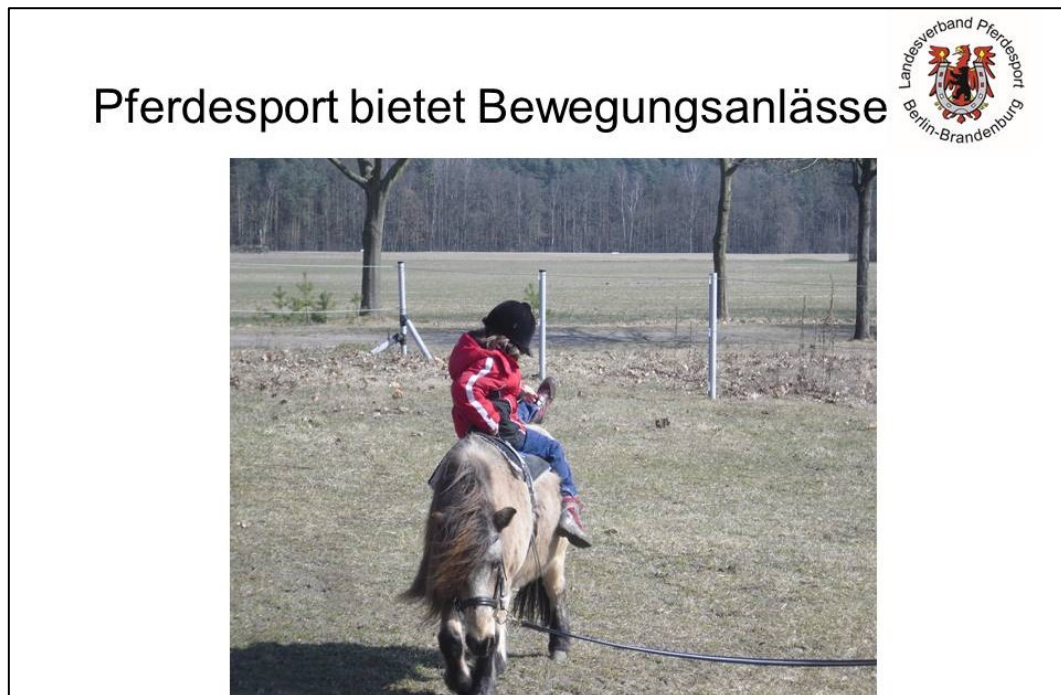 Pferdesport bietet Bewegungsanlässe
Landesverband Pferdesport
Berlin-Brandenburg